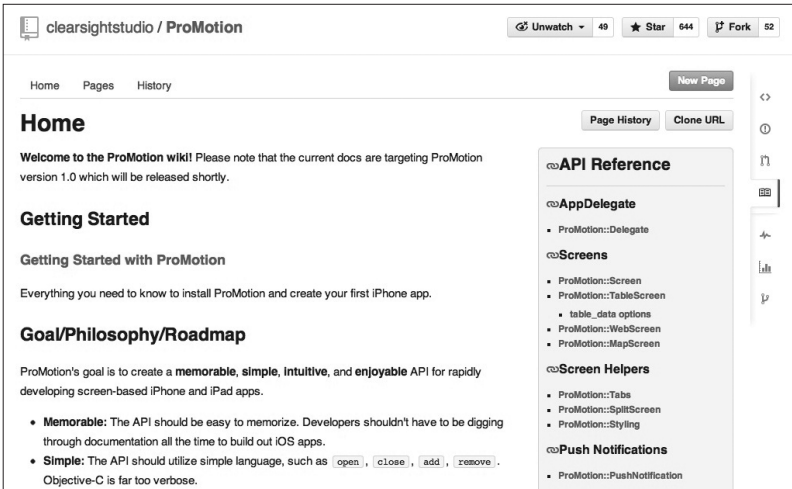 clearsightstudio / ProMotion
Unwatch 49 Star 644 Fork 52
Home Pages History
New Page
Home
Page History Clone URL
Welcome to the ProMotion wiki! Please note that the current docs are targeting ProMotion
version 1.0 which will be released shortly.
Getting Started
Getting Started with ProMotion
Everything you need to know to install ProMotion and create your first iPhone app.
Goal/Philosophy/Roadmap
ProMotion's goal is to create a memorable, simple, intuitive, and enjoyable API for rapidly
developing screen-based iPhone and iPad apps.
• Memorable: The API should be easy to memorize. Developers shouldn't have to be digging
through documentation all the time to build out iOS apps.
• Simple: The API should utilize simple language, such as open, close, add, remove.
Objective-C is far too verbose.
API Reference
AppDelegate
▪ ProMotion::Delegate
Screens
▪ ProMotion::Screen
▪ ProMotion::TableScreen
▪ table_data options
▪ ProMotion::WebScreen
▪ ProMotion::MapScreen
Screen Helpers
▪ ProMotion::Tabs
▪ ProMotion::SplitScreen
▪ ProMotion::Styling
Push Notifications
▪ ProMotion::PushNotification